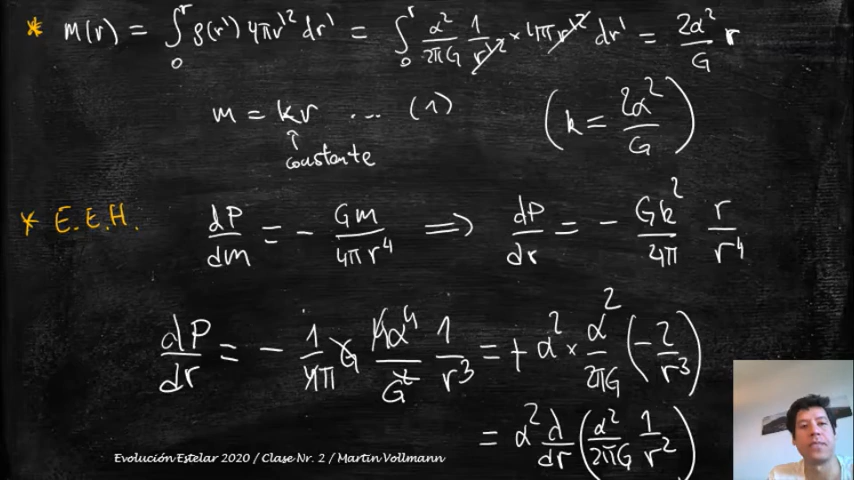 * m(r) = ∫₀ʳ ρ(r') 4πr'² dr' = ∫₀ʳ α²/2πG 1/r'² × 4πr'² dr' = 2α²/G r
m = kr ... (1) (k = 2α²/G)
↑
constante
* E.E.H. dP/dm = - Gm/4πr⁴ ⟹ dP/dr = - Gk²/4π r/r⁴
dP/dr = - 1/4π G 4α⁴/G² 1/r³ = + α² × α²/2πG (-2/r³)
= α² d/dr (α²/2πG 1/r²)
Evolución Estelar 2020 / Clase Nr. 2 / Martin Vollmann